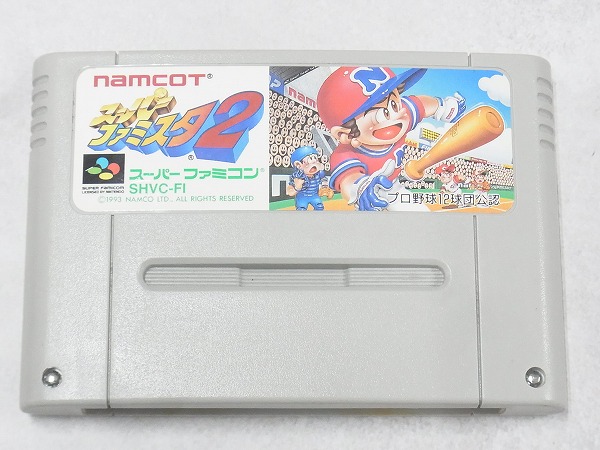 namcot®
スーパー
ファミスタ2®
SUPER FAMICOM
LICENSED BY NINTENDO
スーパーファミコン®
SHVC-FI
©1993 NAMCO LTD., ALL RIGHTS RESERVED
N
namco
プロ野球12球団公認